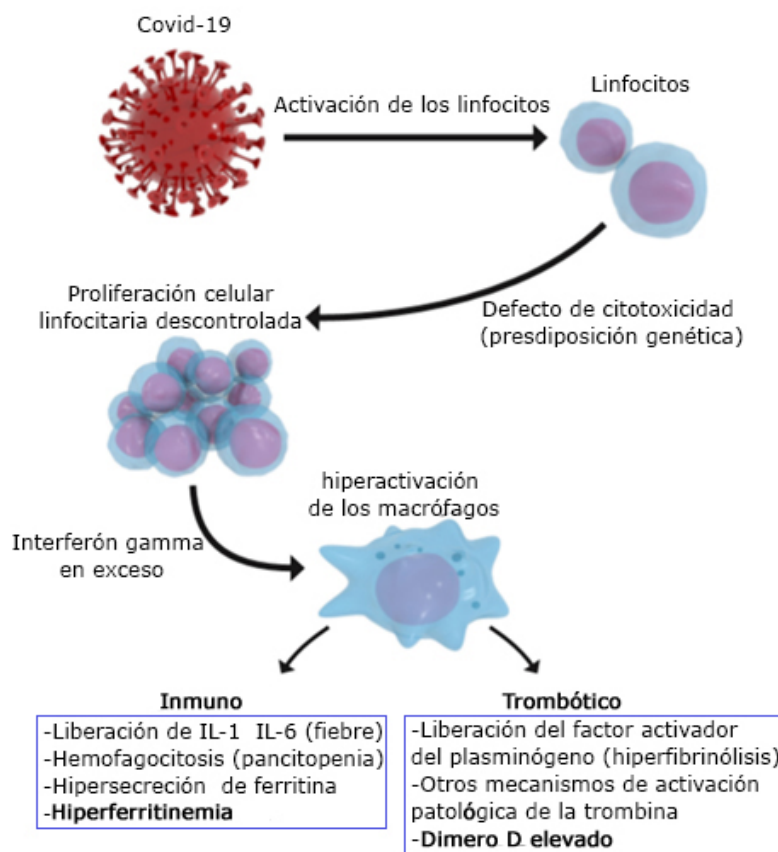 Covid-19
Activación de los linfocitos
Linfocitos
Proliferación celular
linfocitaria descontrolada
Defecto de citotoxicidad
(presdiposición genética)
hiperactivación
de los macrófagos
Interferón gamma
en exceso
Inmuno
-Liberación de IL-1 IL-6 (fiebre)
-Hemofagocitosis (pancitopenia)
-Hipersecreción de ferritina
-Hiperferritinemia
Trombótico
-Liberación del factor activador
del plasminógeno (hiperfibrinólisis)
-Otros mecanismos de activación
patológica de la trombina
-Dimero D elevado